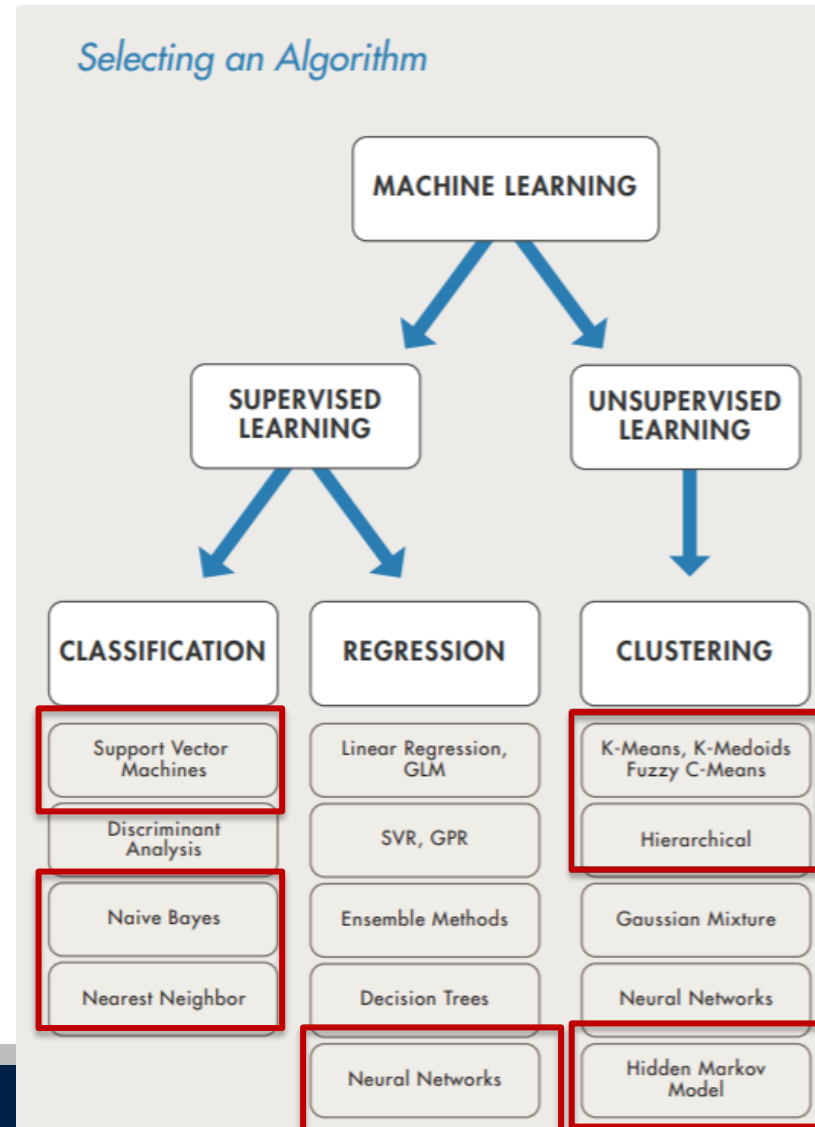 Selecting an Algorithm
MACHINE LEARNING
SUPERVISED
LEARNING
UNSUPERVISED
LEARNING
CLASSIFICATION
REGRESSION
CLUSTERING
Support Vector
Machines
Discriminant
Analysis
Naive Bayes
Nearest Neighbor
Linear Regression,
GLM
SVR, GPR
Ensemble Methods
Decision Trees
Neural Networks
K-Means, K-Medoids
Fuzzy C-Means
Hierarchical
Gaussian Mixture
Neural Networks
Hidden Markov
Model